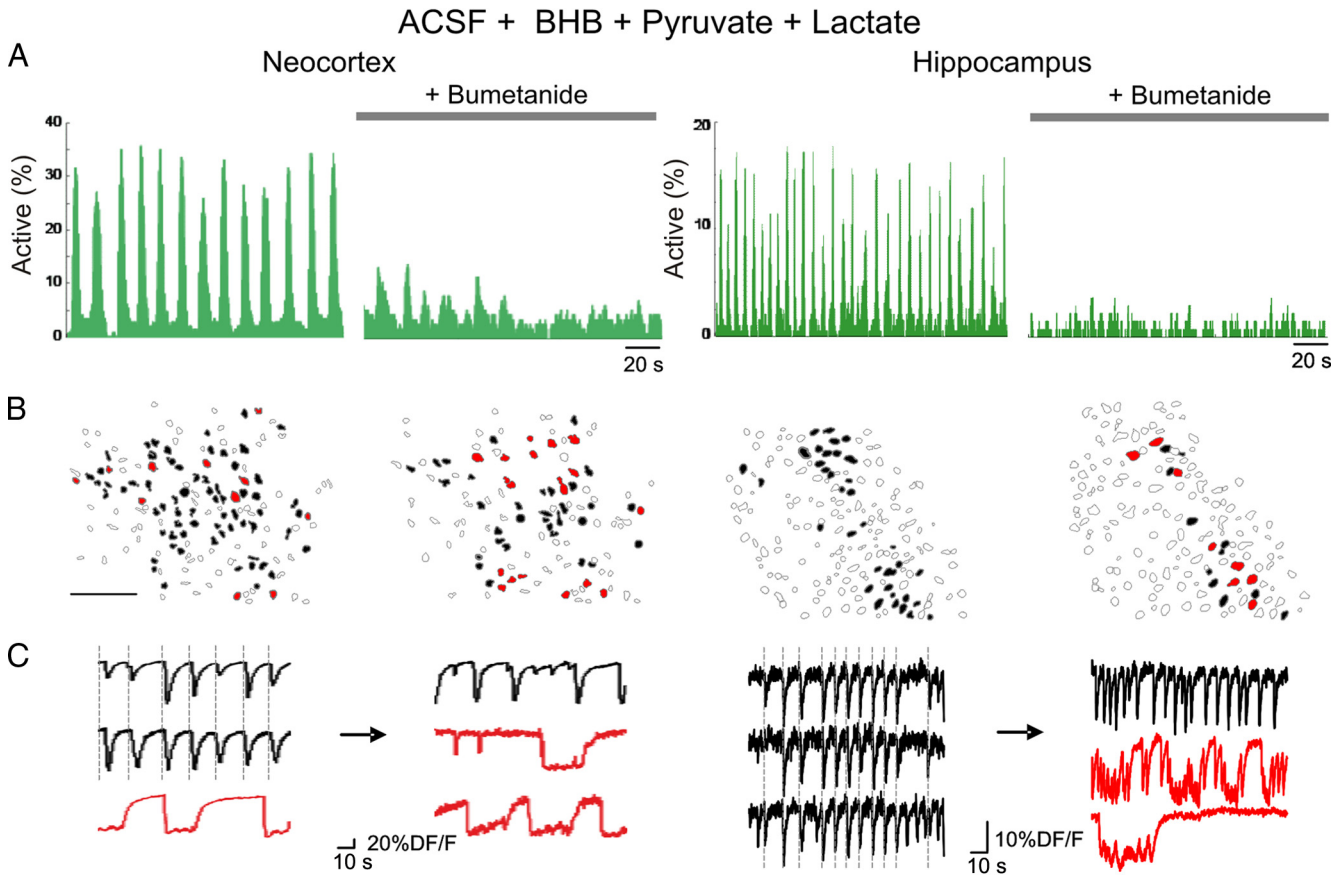 ACSF + BHB + Pyruvate + Lactate
A
Neocortex
Hippocampus
+ Bumetanide
+ Bumetanide
Active (%)
40
30
20
10
0
20 s
Active (%)
20
10
0
20 s
B
C
20%DF/F
10 s
10%DF/F
10 s